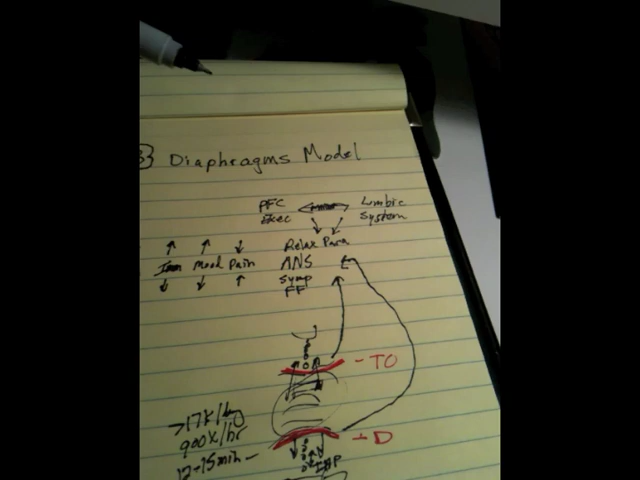 3) Diaphragms Model
PFC Limbic
Exec System
Relax Para
Imm Mood Pain ANS
Symp
FF
- TO
>17K/day
900x/hr
- D
12-15 min -